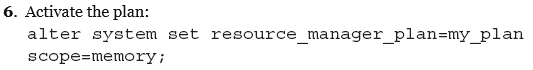 6. Activate the plan:
alter system set resource_manager_plan=my_plan
scope=memory;